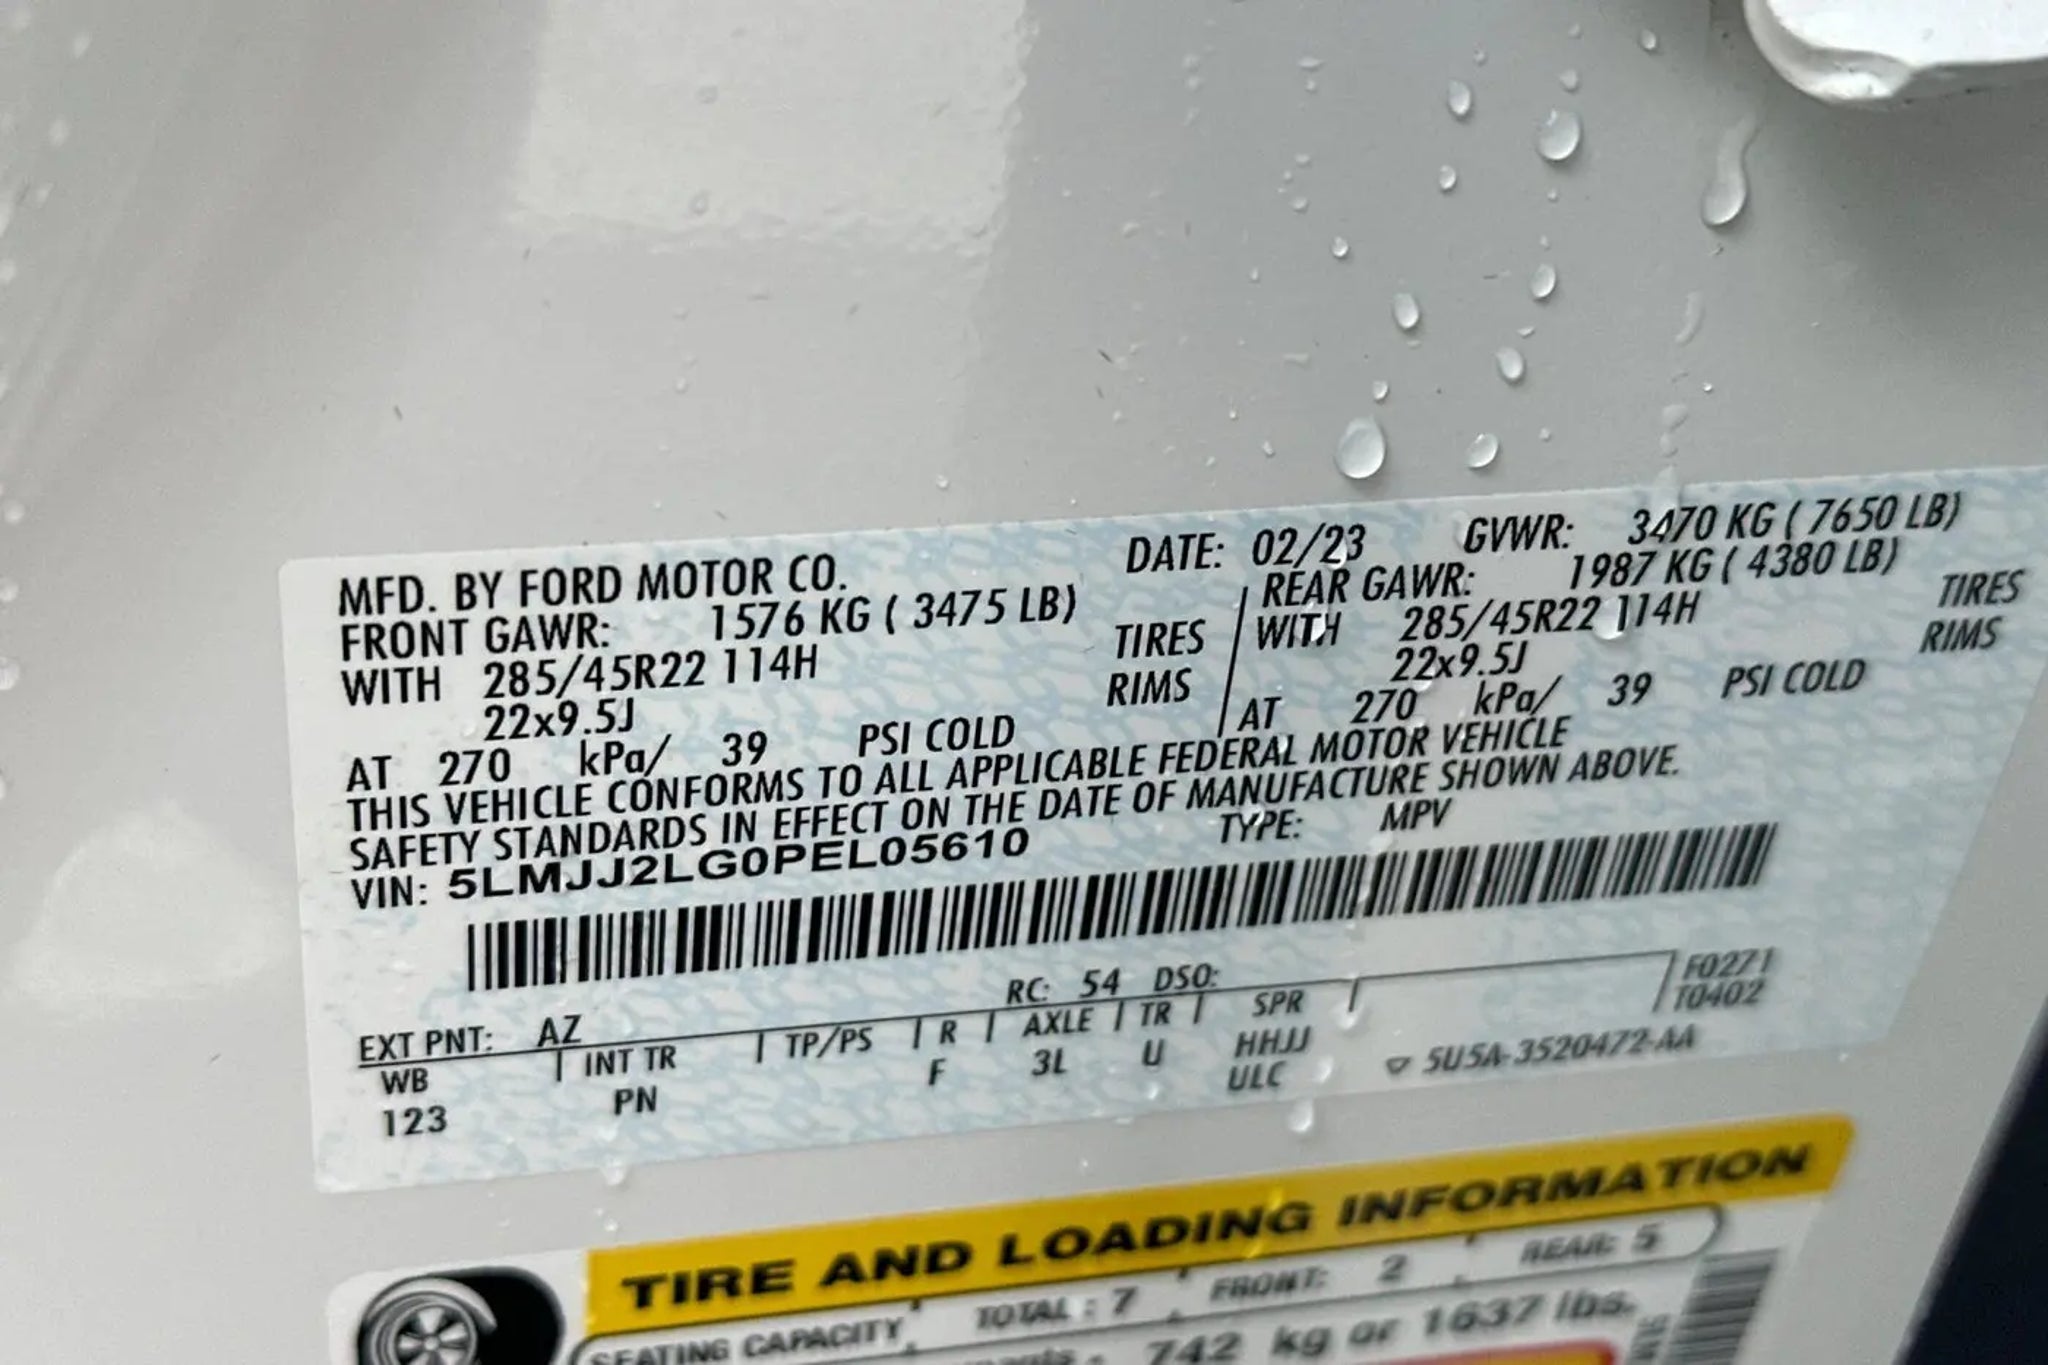 MFD. BY FORD MOTOR CO. DATE: 02/23 GVWR: 3470 KG ( 7650 LB)
FRONT GAWR: 1576 KG ( 3475 LB) REAR GAWR: 1987 KG ( 4380 LB)
WITH 285/45R22 114H TIRES WITH 285/45R22 114H TIRES
22x9.5J RIMS 22x9.5J RIMS
AT 270 kPa/ 39 PSI COLD AT 270 kPa/ 39 PSI COLD
THIS VEHICLE CONFORMS TO ALL APPLICABLE FEDERAL MOTOR VEHICLE
SAFETY STANDARDS IN EFFECT ON THE DATE OF MANUFACTURE SHOWN ABOVE.
VIN: 5LMJJ2LG0PEL05610 TYPE: MPV
EXT PNT: AZ RC: 54 DSO: F0271
WB INT TR TP/PS R AXLE TR SPR T0402
123 PN F 3L U HHJJ
ULC 5U5A-3520472-AA
TIRE AND LOADING INFORMATION
SEATING CAPACITY TOTAL : 7 FRONT: 2 REAR: 5
742 kg or 1637 lbs.